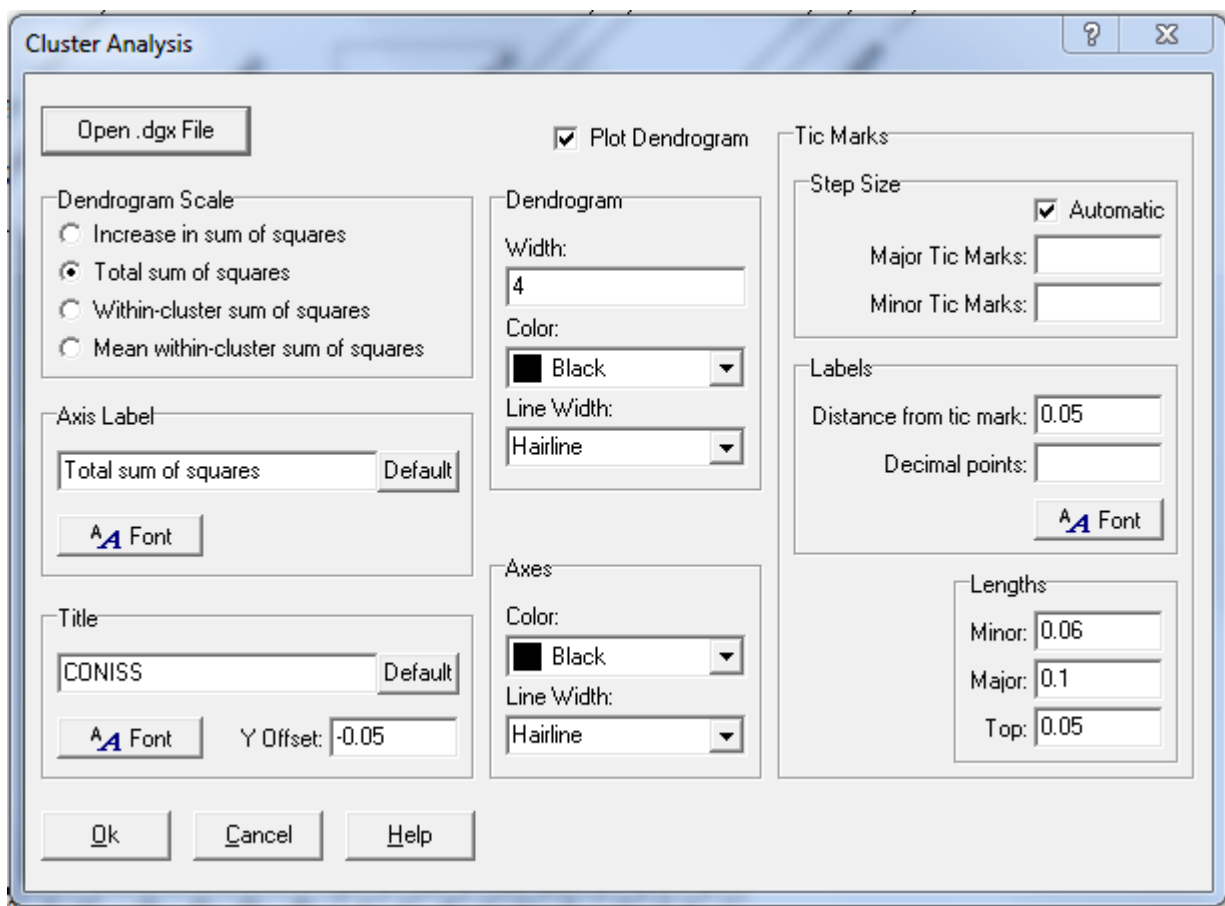 Cluster Analysis
Open .dgx File
Plot Dendrogram
Dendrogram Scale
Increase in sum of squares
Total sum of squares
Within-cluster sum of squares
Mean within-cluster sum of squares
Axis Label
Total sum of squares Default
AA Font
Title
CONISS Default
AA Font Y Offset: -0.05
Dendrogram
Width:
4
Color:
Black
Line Width:
Hairline
Axes
Color:
Black
Line Width:
Hairline
Tic Marks
Step Size
Automatic
Major Tic Marks:
Minor Tic Marks:
Labels
Distance from tic mark: 0.05
Decimal points:
AA Font
Lengths
Minor: 0.06
Major: 0.1
Top: 0.05
Ok Cancel Help